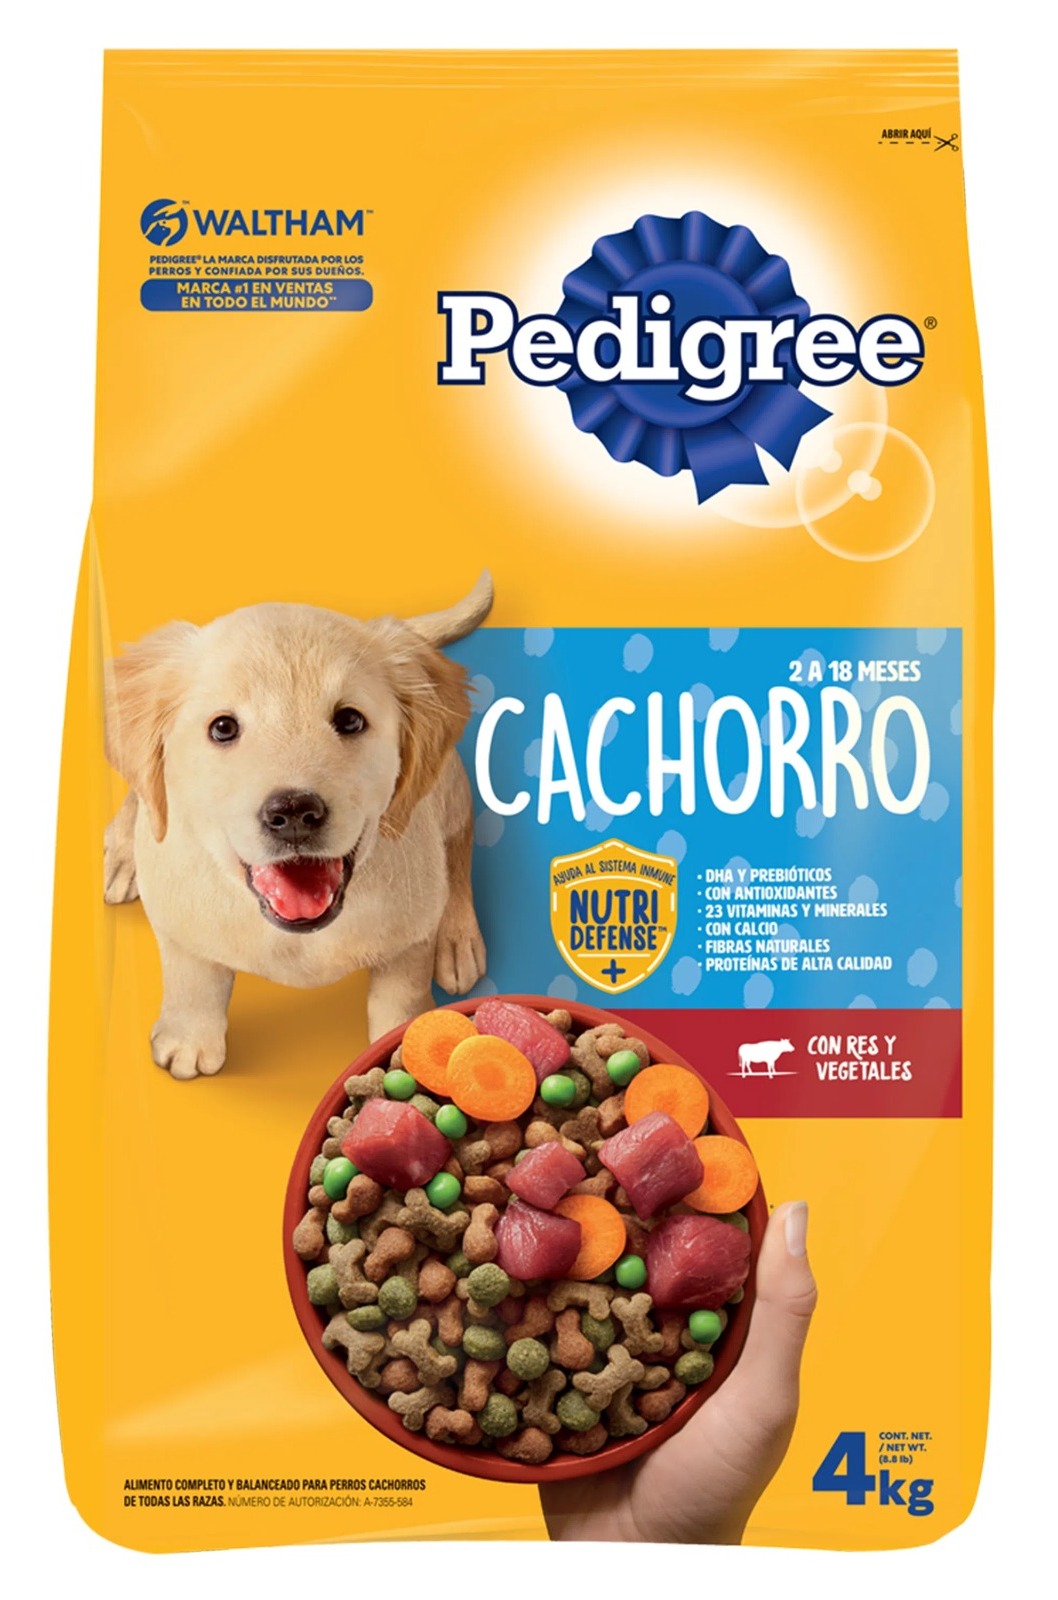 ABRIR AQUÍ
WALTHAM™
PEDIGREE® LA MARCA DISFRUTADA POR LOS
PERROS Y CONFIADA POR SUS DUEÑOS.
MARCA #1 EN VENTAS
EN TODO EL MUNDO**
Pedigree®
2 A 18 MESES
CACHORRO
AYUDA AL SISTEMA INMUNE
NUTRI
DEFENSE™
+
• DHA Y PREBIÓTICOS
• CON ANTIOXIDANTES
• 23 VITAMINAS Y MINERALES
• CON CALCIO
• FIBRAS NATURALES
• PROTEÍNAS DE ALTA CALIDAD
CON RES Y
VEGETALES
4kg
CONT. NET.
/ NET WT.
(8.8 lb)
ALIMENTO COMPLETO Y BALANCEADO PARA PERROS CACHORROS
DE TODAS LAS RAZAS. NÚMERO DE AUTORIZACIÓN: A-7355-584